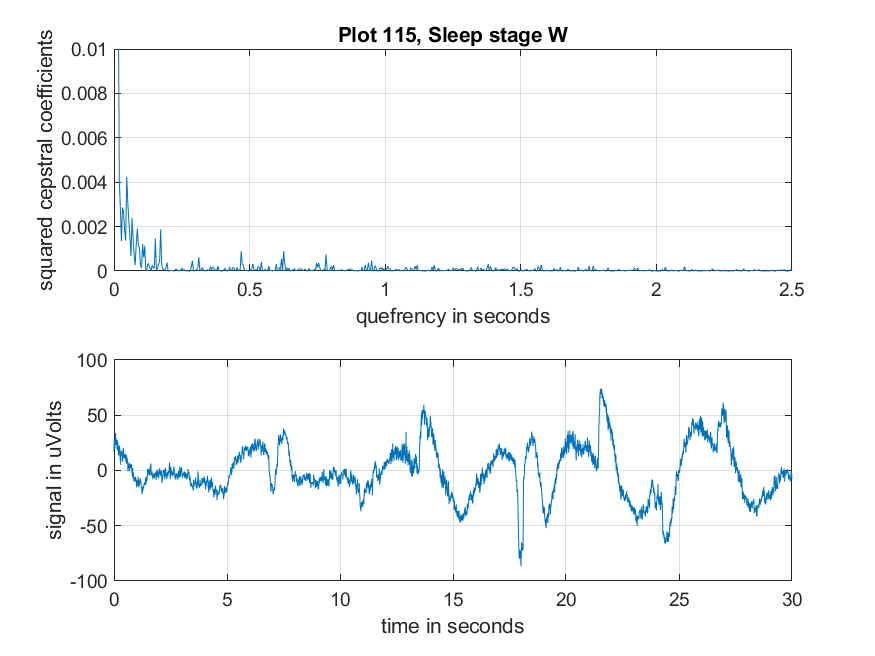 Plot 115, Sleep stage W
squared cepstral coefficients
0.01
0.008
0.006
0.004
0.002
0
0 0.5 1 1.5 2 2.5
quefrency in seconds
signal in uVolts
100
50
0
-50
-100
0 5 10 15 20 25 30
time in seconds